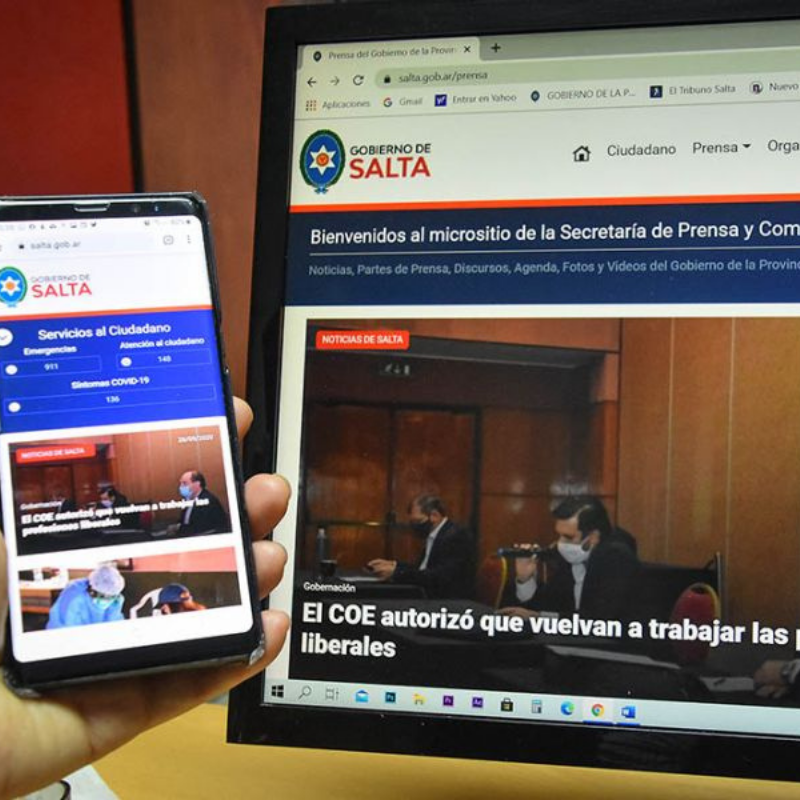 salta.gob.ar
GOBIERNO DE
SALTA
Servicios al Ciudadano
Emergencias
Atención al ciudadano
911
148
Síntomas COVID-19
136
NOTICIAS DE SALTA
Gobernación
El COE autorizó que vuelvan a trabajar las
profesiones liberales
Prensa del Gobierno de la Provin
salta.gob.ar/prensa
Aplicaciones
Gmail
Entrar en Yahoo
GOBIERNO DE LA P...
El Tribuno Salta
Nuevo
GOBIERNO DE
SALTA
Ciudadano
Prensa
Orga
Bienvenidos al micrositio de la Secretaría de Prensa y Com
Noticias, Partes de Prensa, Discursos, Agenda, Fotos y Videos del Gobierno de la Provinc
NOTICIAS DE SALTA
Gobernación
El COE autorizó que vuelvan a trabajar las
liberales